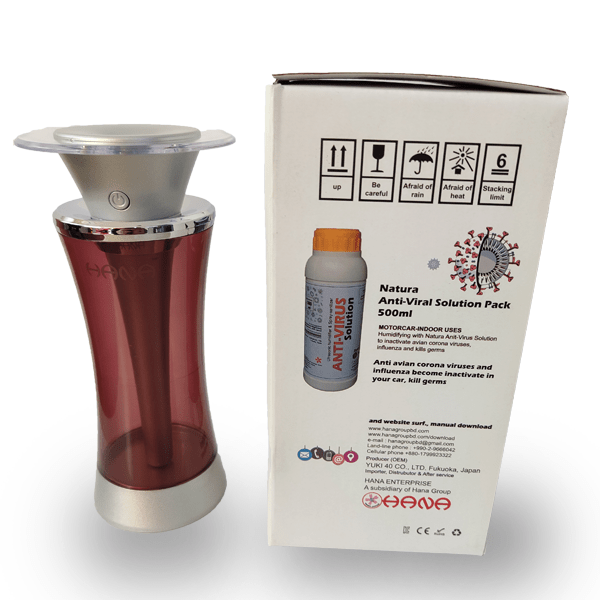 HANA
up
Be careful
Afraid of rain
Afraid of heat
6
Stacking limit
ANTI-VIRUS
Solution
Natura
Anti-Viral Solution Pack
500ml
MOTORCAR-INDOOR USES
Humidifying with Natura Anit-Virus Solution
to inactivate avian corona viruses,
influenza and kills germs
Anti avian corona viruses and
influenza become inactivate in
your car, kill germs
and website surf., manual download
www.hanagroupbd.com
www.hanagroupbd.com/download
e-mail : hanagroupbd@gmail.com
Land-line phone : +990-2-9666042
Cellular phone +880-1799823322
Producer (OEM)
YUKI 40 CO., LTD, Fukuoka, Japan
Importer, Distrubutor & After service
HANA ENTERPRISE
A subsidiary of Hana Group
HANA
CE